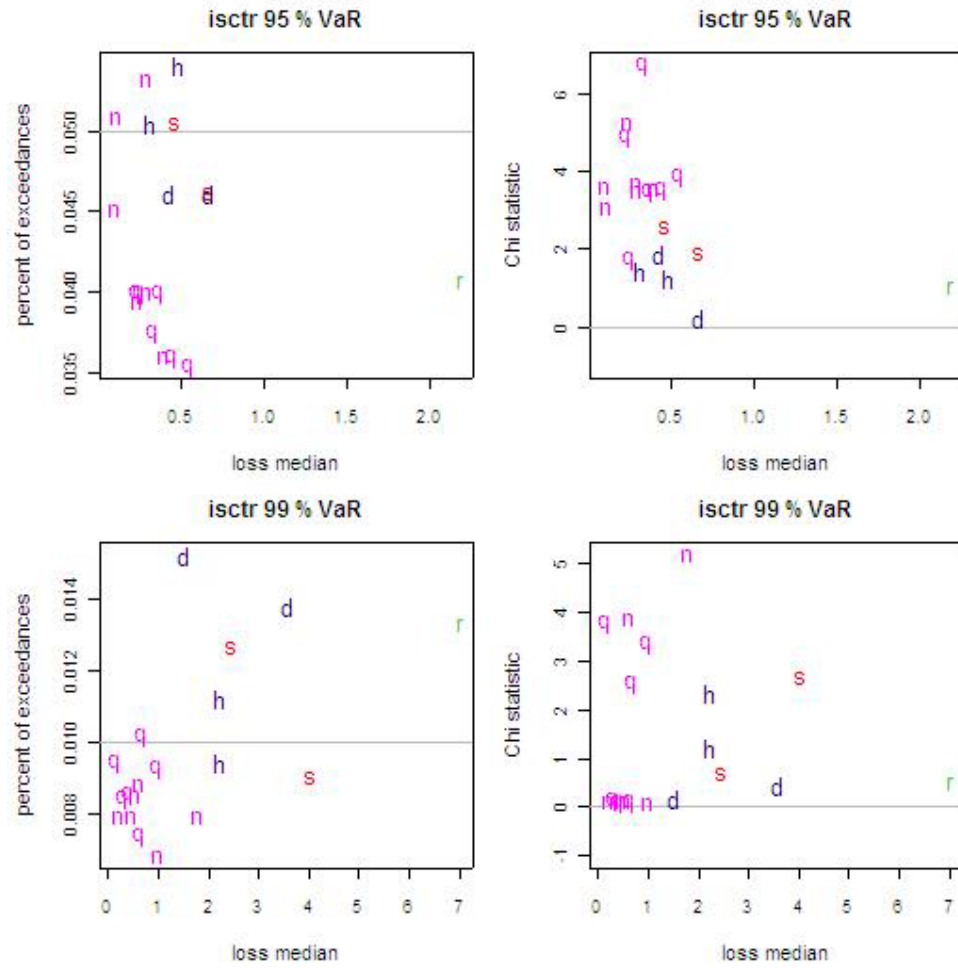 isctr 95 % VaR
percent of exceedances
0.050
0.045
0.040
0.035
0.5 1.0 1.5 2.0
loss median
n n h h s n d d r n n q q n q q
isctr 95 % VaR
Chi statistic
6
4
2
0
0.5 1.0 1.5 2.0
loss median
q n q q n n q n q n s s d q h h r d
isctr 99 % VaR
percent of exceedances
0.014
0.012
0.010
0.008
0 1 2 3 4 5 6 7
loss median
d d r s h q q q h s n q q n n n n q n
isctr 99 % VaR
Chi statistic
5
4
3
2
1
0
-1
0 1 2 3 4 5 6 7
loss median
n n q q q s h h s r d d n q q n